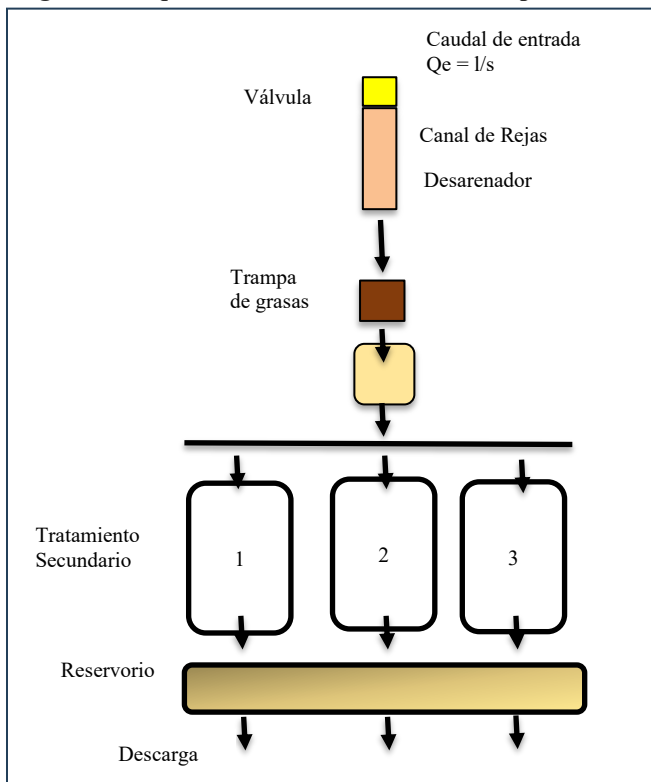 Caudal de entrada
Qe = l/s
Válvula
Canal de Rejas
Desarenador
Trampa
de grasas
Tratamiento
Secundario
1
2
3
Reservorio
Descarga